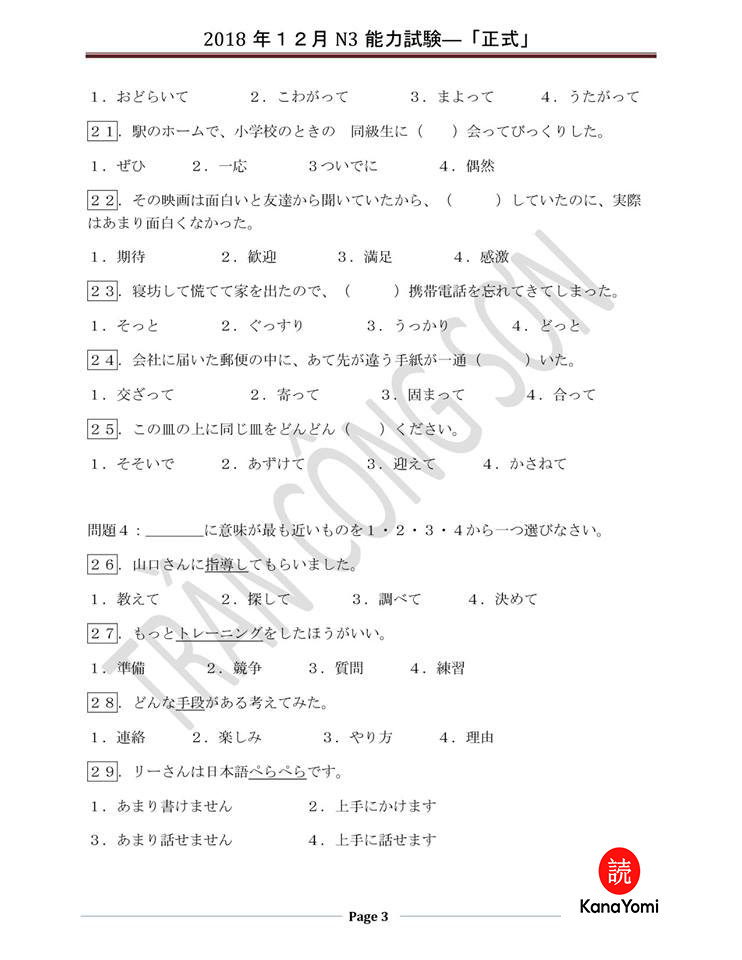 2018 年１２月 N3 能力試験—「正式」
１．おどらいて　２．こわがって　３．まよって　４．うたがって
２１．駅のホームで、小学校のときの　同級生に（　　）会ってびっくりした。
１．ぜひ　２．一応　３ついでに　４．偶然
２２．その映画は面白いと友達から聞いていたから、（　　）していたのに、実際
はあまり面白くなかった。
１．期待　２．歓迎　３．満足　４．感激
２３．寝坊して慌てて家を出たので、（　　）携帯電話を忘れてきてしまった。
１．そっと　２．ぐっすり　３．うっかり　４．どっと
２４．会社に届いた郵便の中に、あて先が違う手紙が一通（　　）いた。
１．交ざって　２．寄って　３．固まって　４．合って
２５．この皿の上に同じ皿をどんどん（　　）ください。
１．そそいで　２．あずけて　３．迎えて　４．かさねて
問題４：________に意味が最も近いものを１・２・３・４から一つ選びなさい。
２６．山口さんに指導してもらいました。
１．教えて　２．探して　３．調べて　４．決めて
２７．もっとトレーニングをしたほうがいい。
１．準備　２．競争　３．質問　４．練習
２８．どんな手段がある考えてみた。
１．連絡　２．楽しみ　３．やり方　４．理由
２９．リーさんは日本語ぺらぺらです。
１．あまり書けません　２．上手にかけます
３．あまり話せません　４．上手に話せます
TRẦN CÔNG SƠN
読
KanaYomi
Page 3